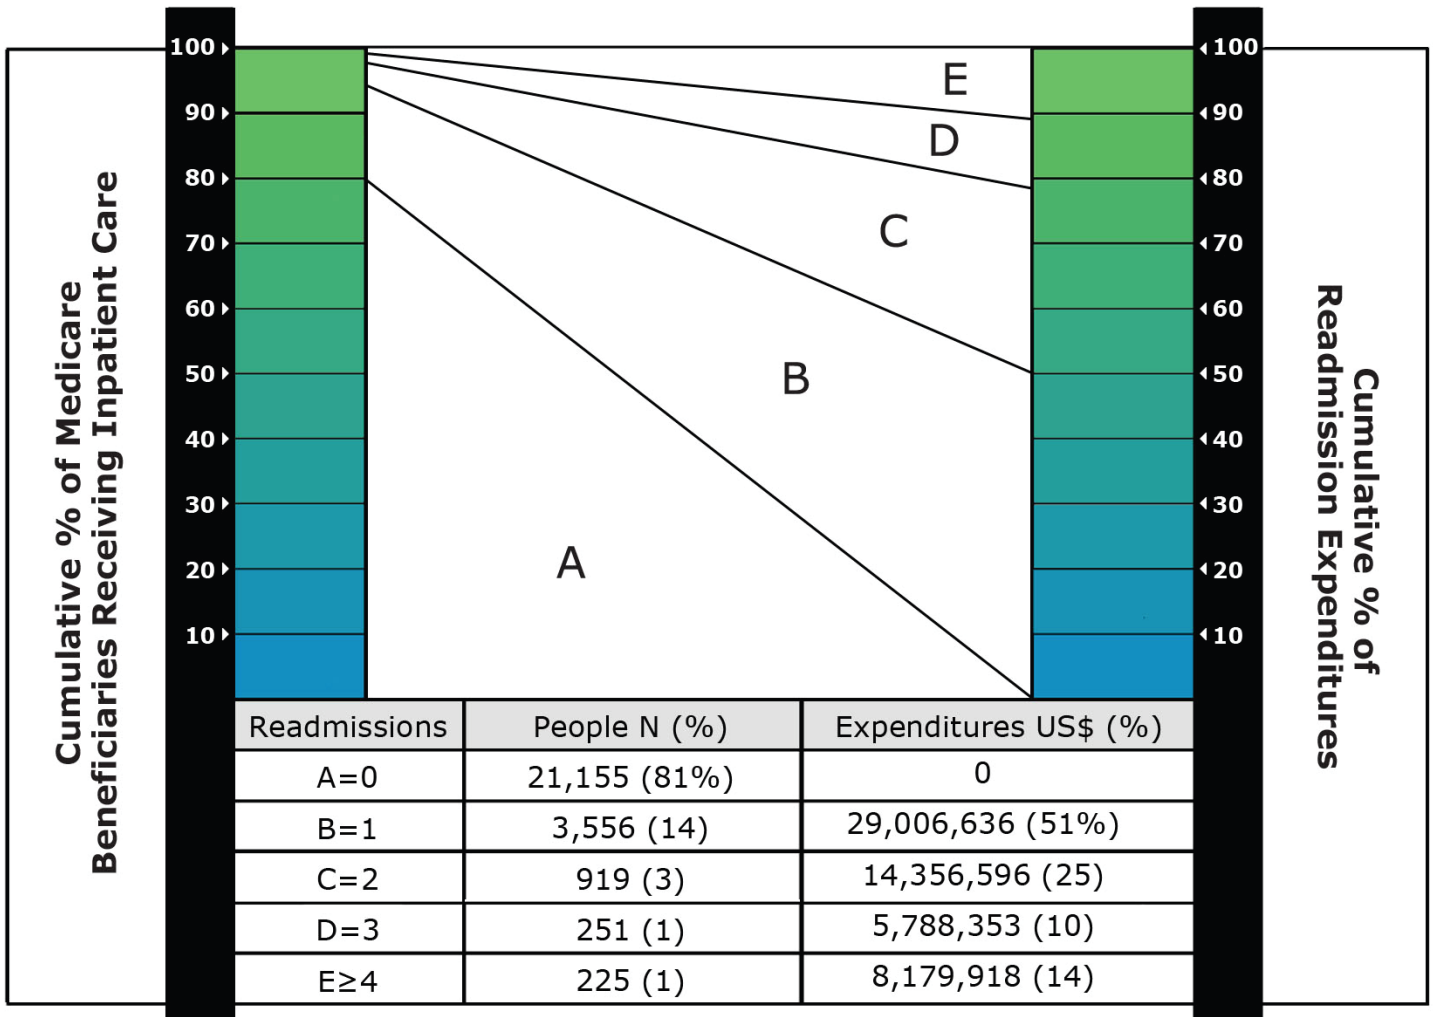 Cumulative % of Medicare
Beneficiaries Receiving Inpatient Care
100
90
80
70
60
50
40
30
20
10
E
D
C
B
A
100
90
80
70
60
50
40
30
20
10
Cumulative % of
Readmission Expenditures
Readmissions People N (%) Expenditures US$ (%)
A=0 21,155 (81%) 0
B=1 3,556 (14) 29,006,636 (51%)
C=2 919 (3) 14,356,596 (25)
D=3 251 (1) 5,788,353 (10)
E≥4 225 (1) 8,179,918 (14)